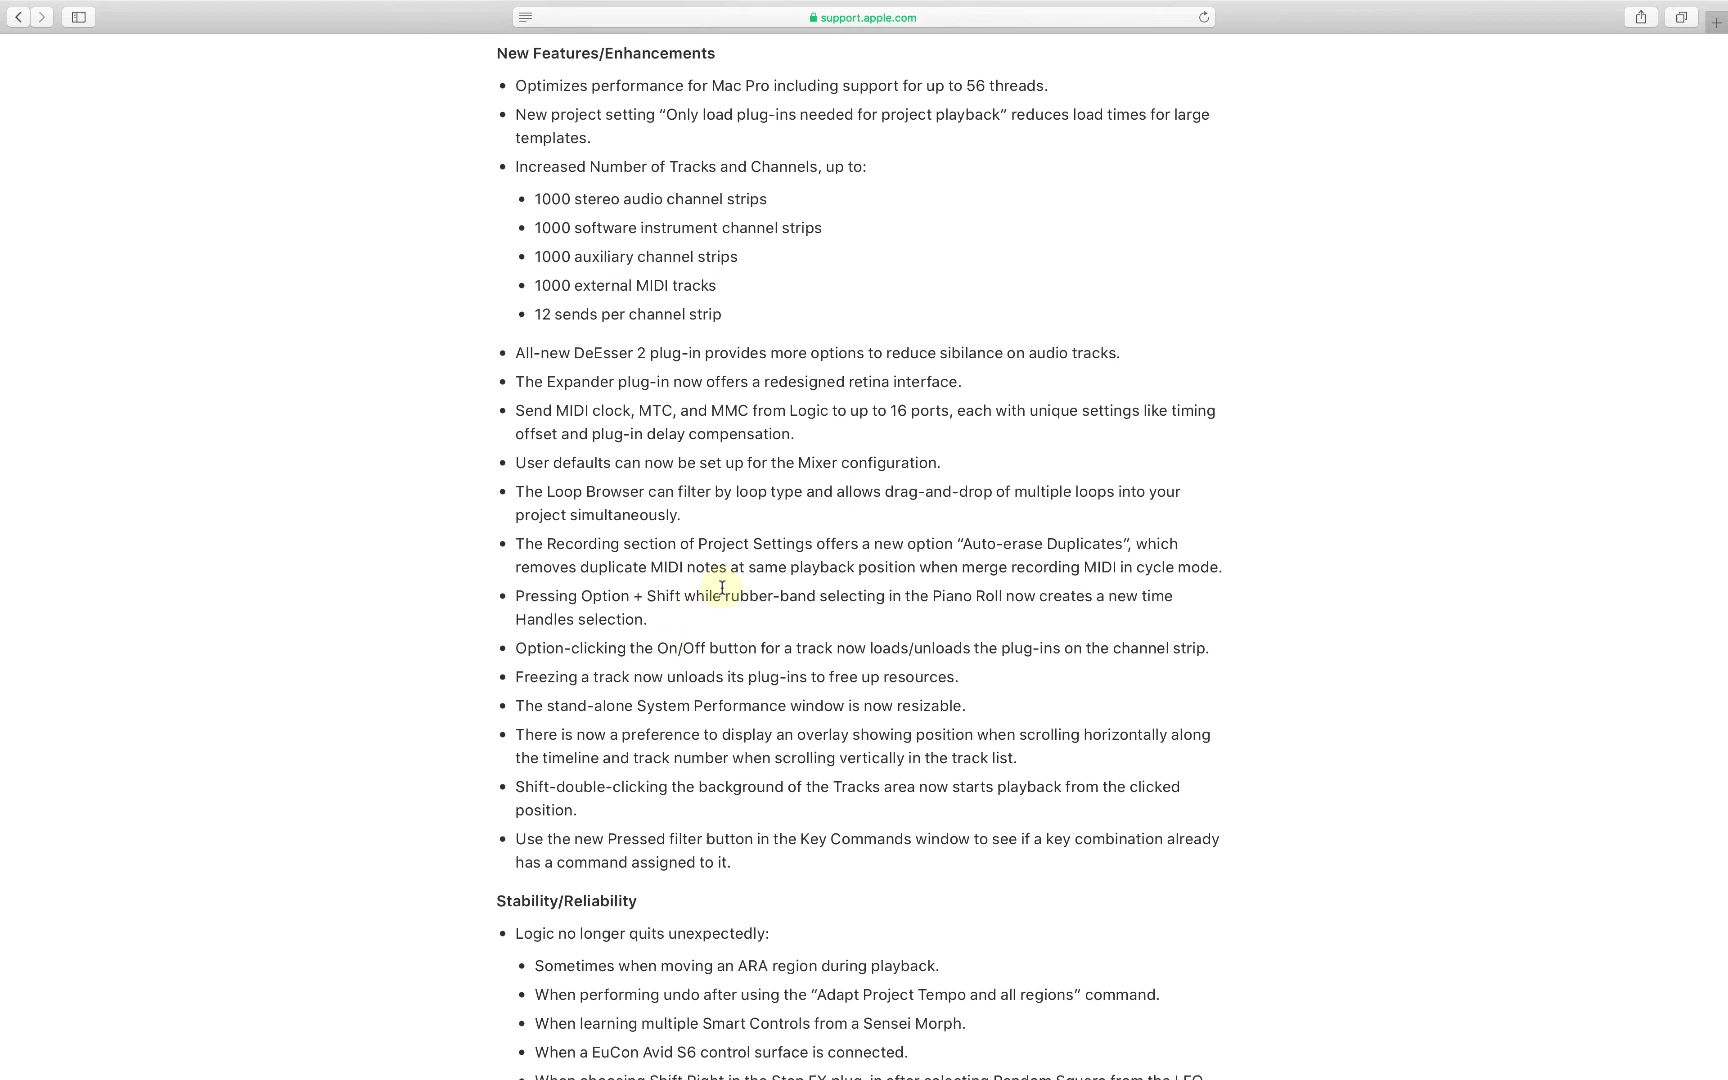 support.apple.com
New Features/Enhancements
• Optimizes performance for Mac Pro including support for up to 56 threads.
• New project setting “Only load plug-ins needed for project playback” reduces load times for large
templates.
• Increased Number of Tracks and Channels, up to:
• 1000 stereo audio channel strips
• 1000 software instrument channel strips
• 1000 auxiliary channel strips
• 1000 external MIDI tracks
• 12 sends per channel strip
• All-new DeEsser 2 plug-in provides more options to reduce sibilance on audio tracks.
• The Expander plug-in now offers a redesigned retina interface.
• Send MIDI clock, MTC, and MMC from Logic to up to 16 ports, each with unique settings like timing
offset and plug-in delay compensation.
• User defaults can now be set up for the Mixer configuration.
• The Loop Browser can filter by loop type and allows drag-and-drop of multiple loops into your
project simultaneously.
• The Recording section of Project Settings offers a new option “Auto-erase Duplicates”, which
removes duplicate MIDI notes at same playback position when merge recording MIDI in cycle mode.
• Pressing Option + Shift while rubber-band selecting in the Piano Roll now creates a new time
Handles selection.
• Option-clicking the On/Off button for a track now loads/unloads the plug-ins on the channel strip.
• Freezing a track now unloads its plug-ins to free up resources.
• The stand-alone System Performance window is now resizable.
• There is now a preference to display an overlay showing position when scrolling horizontally along
the timeline and track number when scrolling vertically in the track list.
• Shift-double-clicking the background of the Tracks area now starts playback from the clicked
position.
• Use the new Pressed filter button in the Key Commands window to see if a key combination already
has a command assigned to it.
Stability/Reliability
• Logic no longer quits unexpectedly:
• Sometimes when moving an ARA region during playback.
• When performing undo after using the “Adapt Project Tempo and all regions” command.
• When learning multiple Smart Controls from a Sensei Morph.
• When a EuCon Avid S6 control surface is connected.
• When choosing Shift Right in the Step FX plug-in after selecting Random Square from the LFO